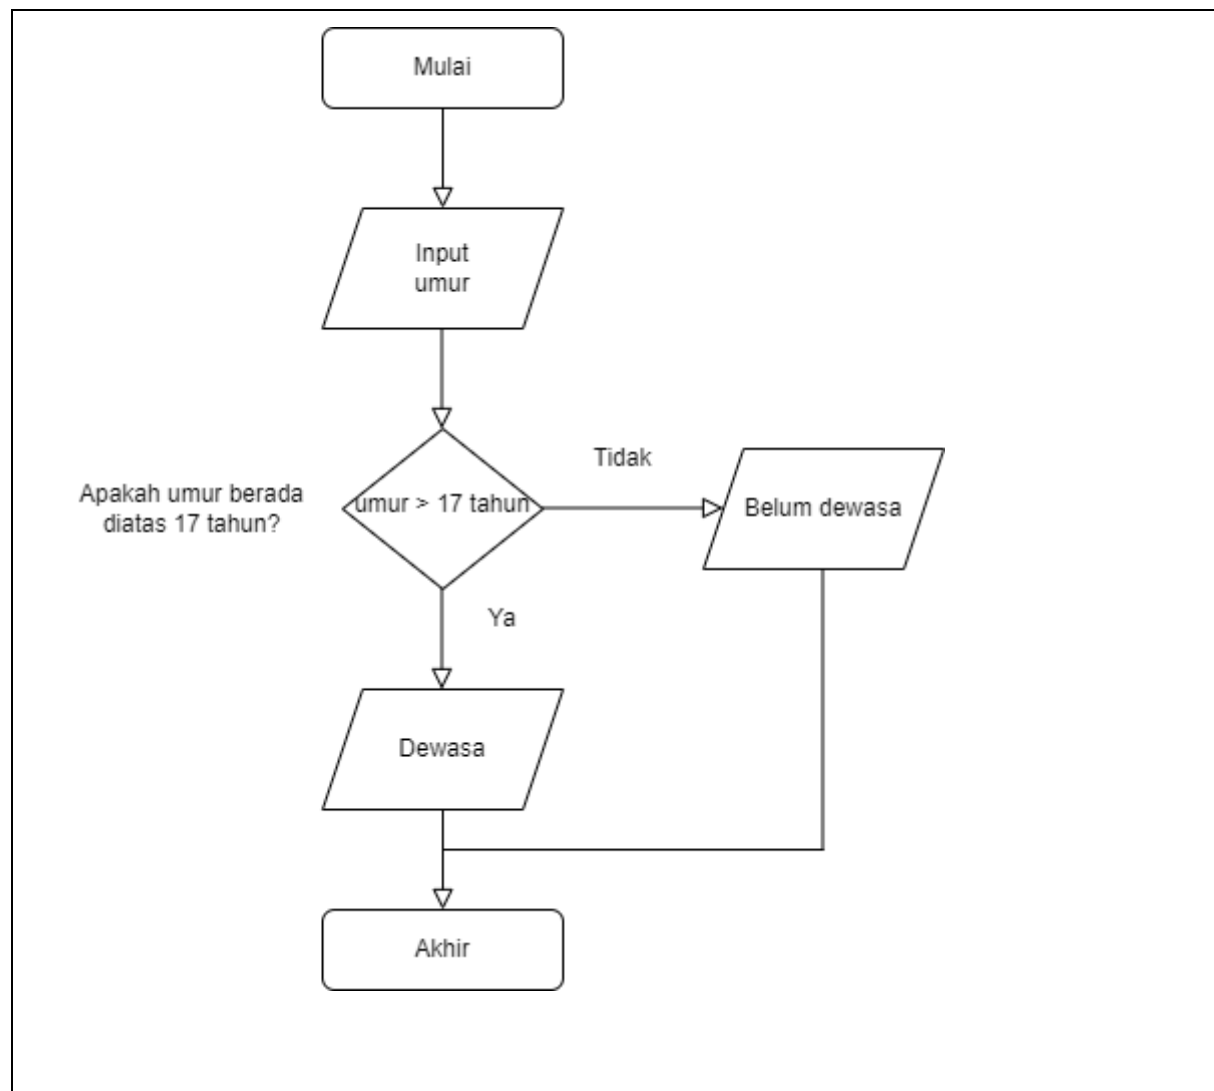 Mulai
Input
umur
Tidak
Apakah umur berada
diatas 17 tahun?
umur > 17 tahun
Belum dewasa
Ya
Dewasa
Akhir